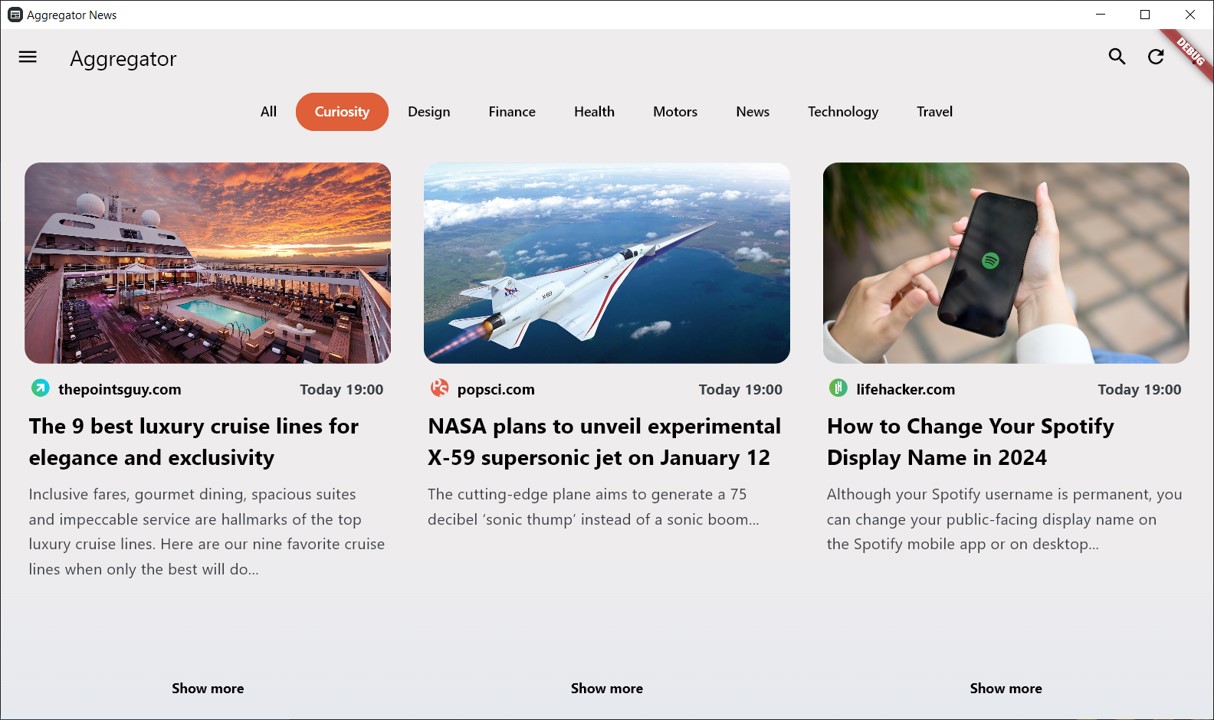 Aggregator News
Aggregator
DEBUG
All Curiosity Design Finance Health Motors News Technology Travel
thepointsguy.com Today 19:00
The 9 best luxury cruise lines for
elegance and exclusivity
Inclusive fares, gourmet dining, spacious suites
and impeccable service are hallmarks of the top
luxury cruise lines. Here are our nine favorite cruise
lines when only the best will do...
Show more
NASA
X-59
popsci.com Today 19:00
NASA plans to unveil experimental
X-59 supersonic jet on January 12
The cutting-edge plane aims to generate a 75
decibel ‘sonic thump’ instead of a sonic boom...
Show more
lifehacker.com Today 19:00
How to Change Your Spotify
Display Name in 2024
Although your Spotify username is permanent, you
can change your public-facing display name on
the Spotify mobile app or on desktop...
Show more